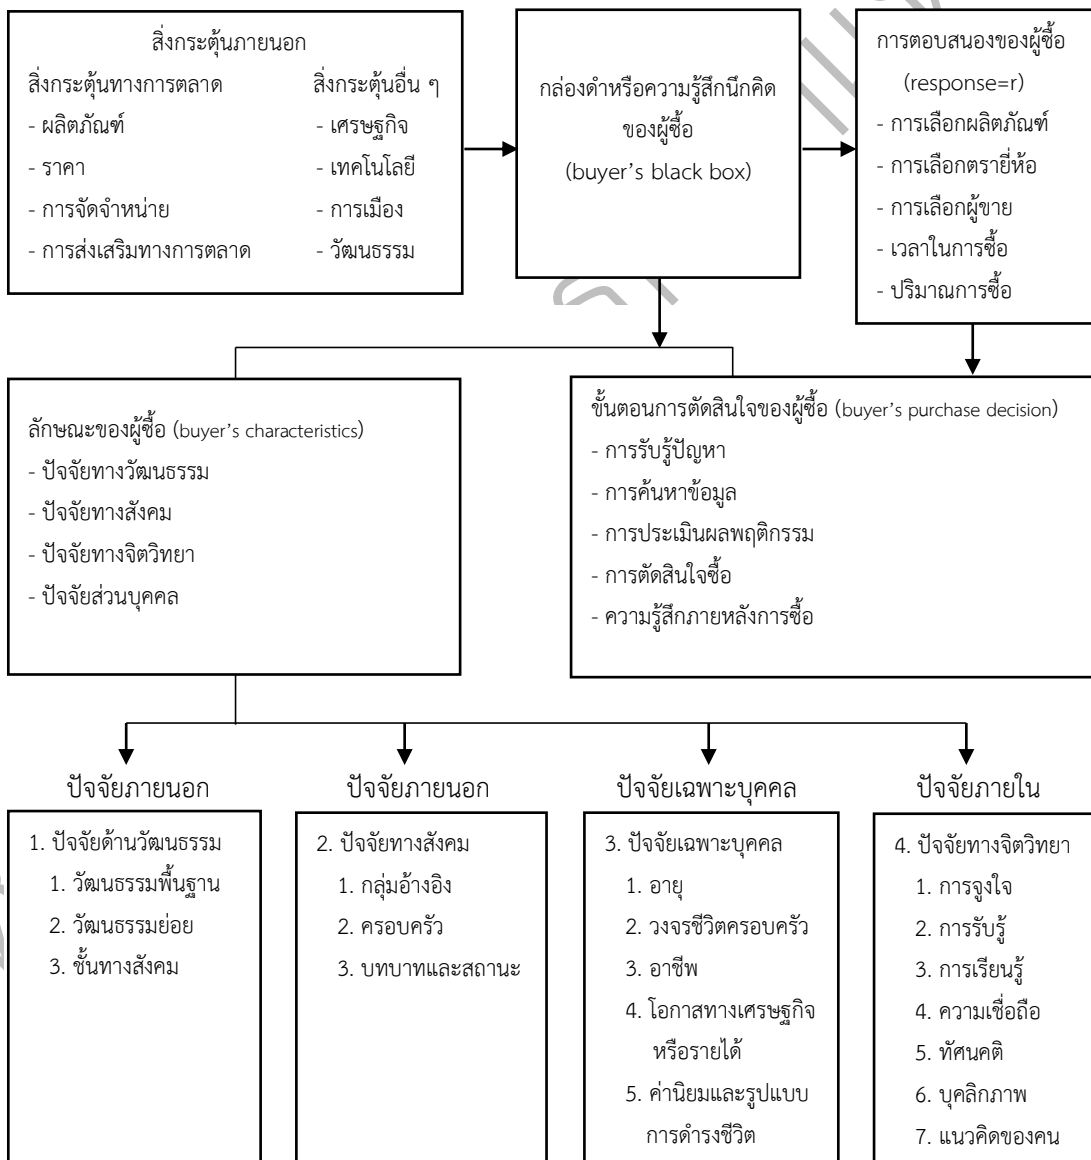 สิ่งกระตุ้นภายนอก
สิ่งกระตุ้นทางการตลาด
- ผลิตภัณฑ์
- ราคา
- การจัดจำหน่าย
- การส่งเสริมทางการตลาด
สิ่งกระตุ้นอื่น ๆ
- เศรษฐกิจ
- เทคโนโลยี
- การเมือง
- วัฒนธรรม
กล่องดำหรือความรู้สึกนึกคิด
ของผู้ซื้อ
(buyer's black box)
การตอบสนองของผู้ซื้อ
(response=r)
- การเลือกผลิตภัณฑ์
- การเลือกตรายี่ห้อ
- การเลือกผู้ขาย
- เวลาในการซื้อ
- ปริมาณการซื้อ
ลักษณะของผู้ซื้อ (buyer's characteristics)
- ปัจจัยทางวัฒนธรรม
- ปัจจัยทางสังคม
- ปัจจัยทางจิตวิทยา
- ปัจจัยส่วนบุคคล
ขั้นตอนการตัดสินใจของผู้ซื้อ (buyer's purchase decision)
- การรับรู้ปัญหา
- การค้นหาข้อมูล
- การประเมินผลพฤติกรรม
- การตัดสินใจซื้อ
- ความรู้สึกภายหลังการซื้อ
ปัจจัยภายนอก
1. ปัจจัยด้านวัฒนธรรม
1. วัฒนธรรมพื้นฐาน
2. วัฒนธรรมย่อย
3. ชั้นทางสังคม
ปัจจัยภายนอก
2. ปัจจัยทางสังคม
1. กลุ่มอ้างอิง
2. ครอบครัว
3. บทบาทและสถานะ
ปัจจัยเฉพาะบุคคล
3. ปัจจัยเฉพาะบุคคล
1. อายุ
2. วงจรชีวิตครอบครัว
3. อาชีพ
4. โอกาสทางเศรษฐกิจ
หรือรายได้
5. ค่านิยมและรูปแบบ
การดำรงชีวิต
ปัจจัยภายใน
4. ปัจจัยทางจิตวิทยา
1. การจูงใจ
2. การรับรู้
3. การเรียนรู้
4. ความเชื่อถือ
5. ทัศนคติ
6. บุคลิกภาพ
7. แนวคิดของคน